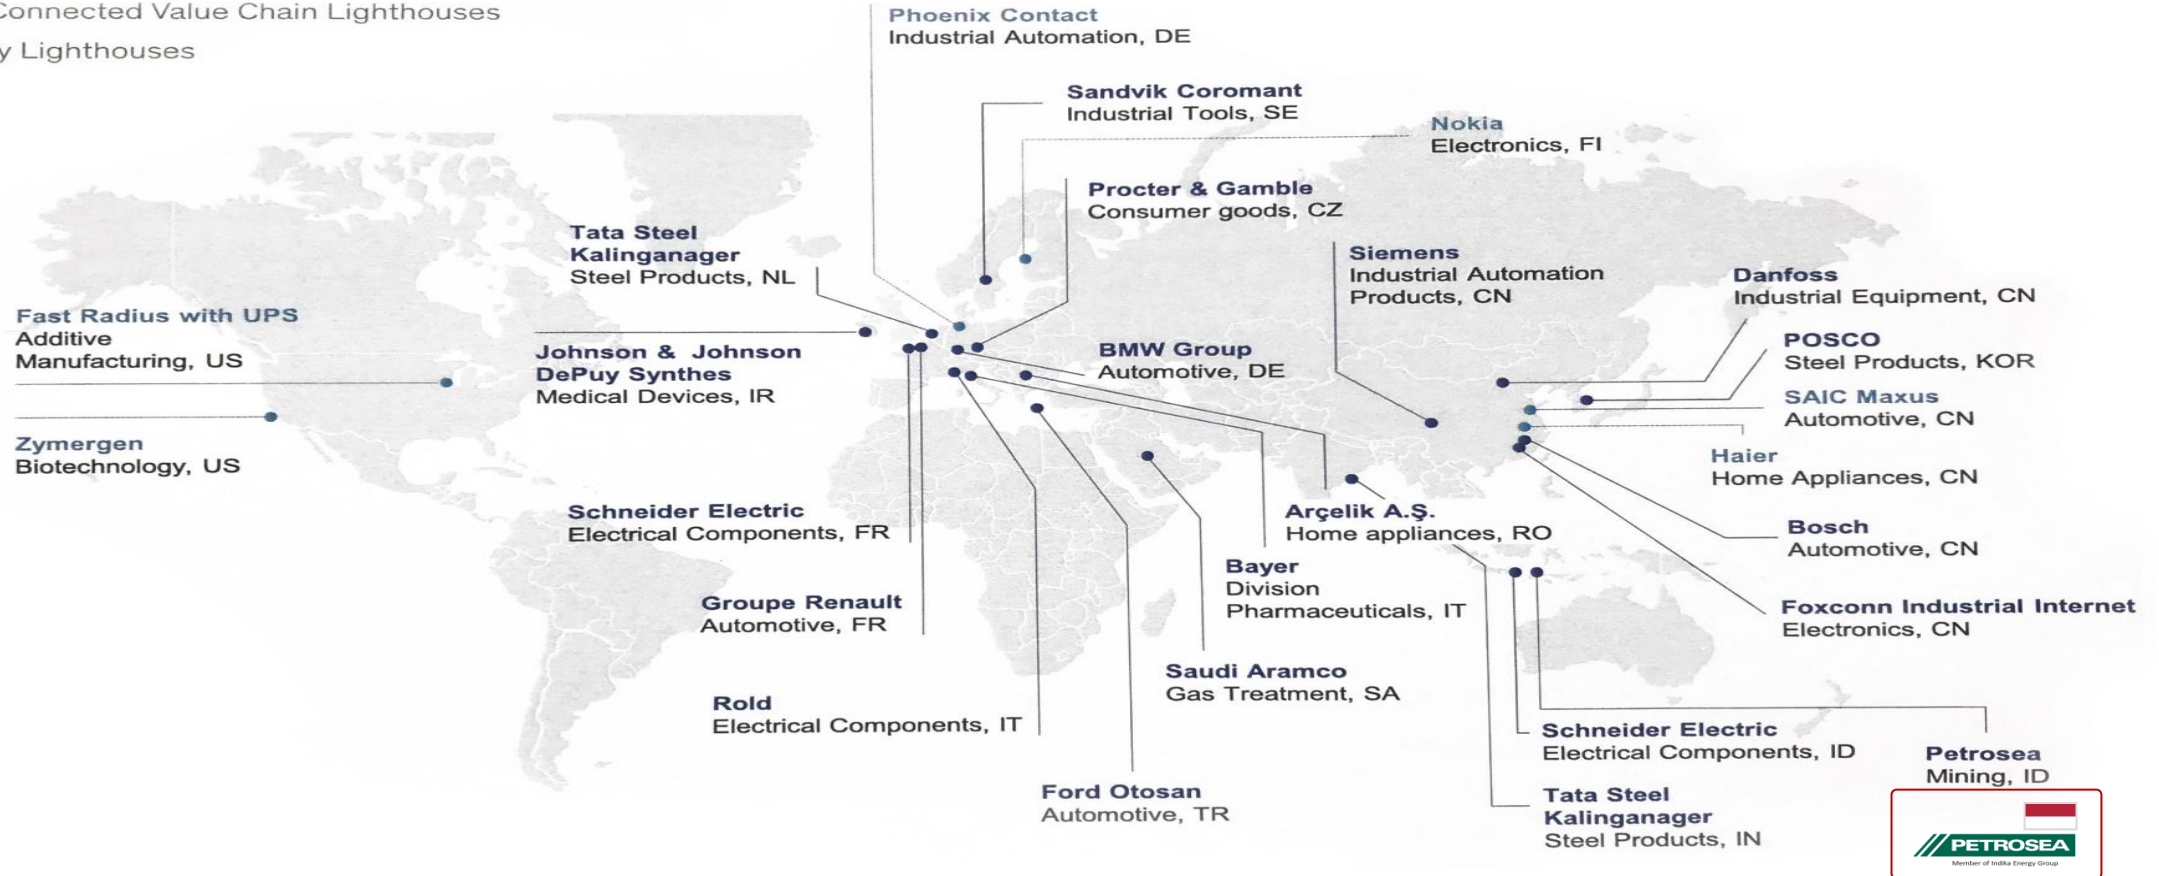 Connected Value Chain Lighthouses
y Lighthouses
Phoenix Contact
Industrial Automation, DE
Sandvik Coromant
Industrial Tools, SE
Nokia
Electronics, FI
Procter & Gamble
Consumer goods, CZ
Tata Steel
Kalinganager
Steel Products, NL
Siemens
Industrial Automation
Products, CN
Danfoss
Industrial Equipment, CN
Fast Radius with UPS
Additive
Manufacturing, US
Johnson & Johnson
DePuy Synthes
Medical Devices, IR
BMW Group
Automotive, DE
POSCO
Steel Products, KOR
SAIC Maxus
Automotive, CN
Zymergen
Biotechnology, US
Haier
Home Appliances, CN
Schneider Electric
Electrical Components, FR
Arçelik A.Ş.
Home appliances, RO
Bosch
Automotive, CN
Bayer
Division
Pharmaceuticals, IT
Groupe Renault
Automotive, FR
Foxconn Industrial Internet
Electronics, CN
Saudi Aramco
Gas Treatment, SA
Rold
Electrical Components, IT
Schneider Electric
Electrical Components, ID
Petrosea
Mining, ID
Ford Otosan
Automotive, TR
Tata Steel
Kalinganager
Steel Products, IN
PETROSEA
Member of Indika Energy Group